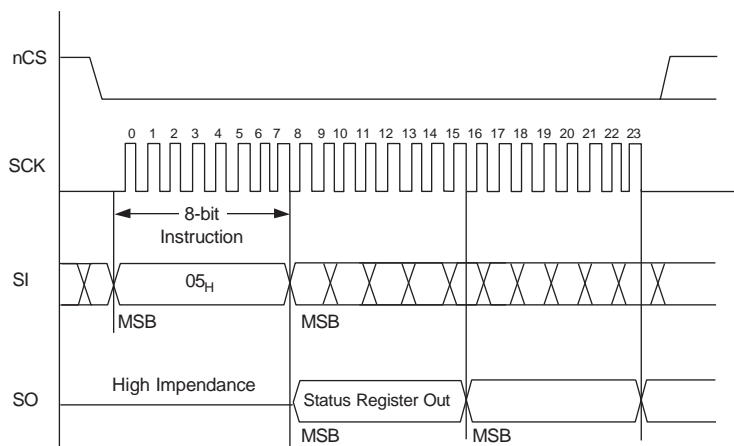 nCS
0 1 2 3 4 5 6 7 8 9 10 11 12 13 14 15 16 17 18 19 20 21 22 23
SCK
8-bit
Instruction
SI
05H
MSB
MSB
High Impendance
SO
Status Register Out
MSB
MSB